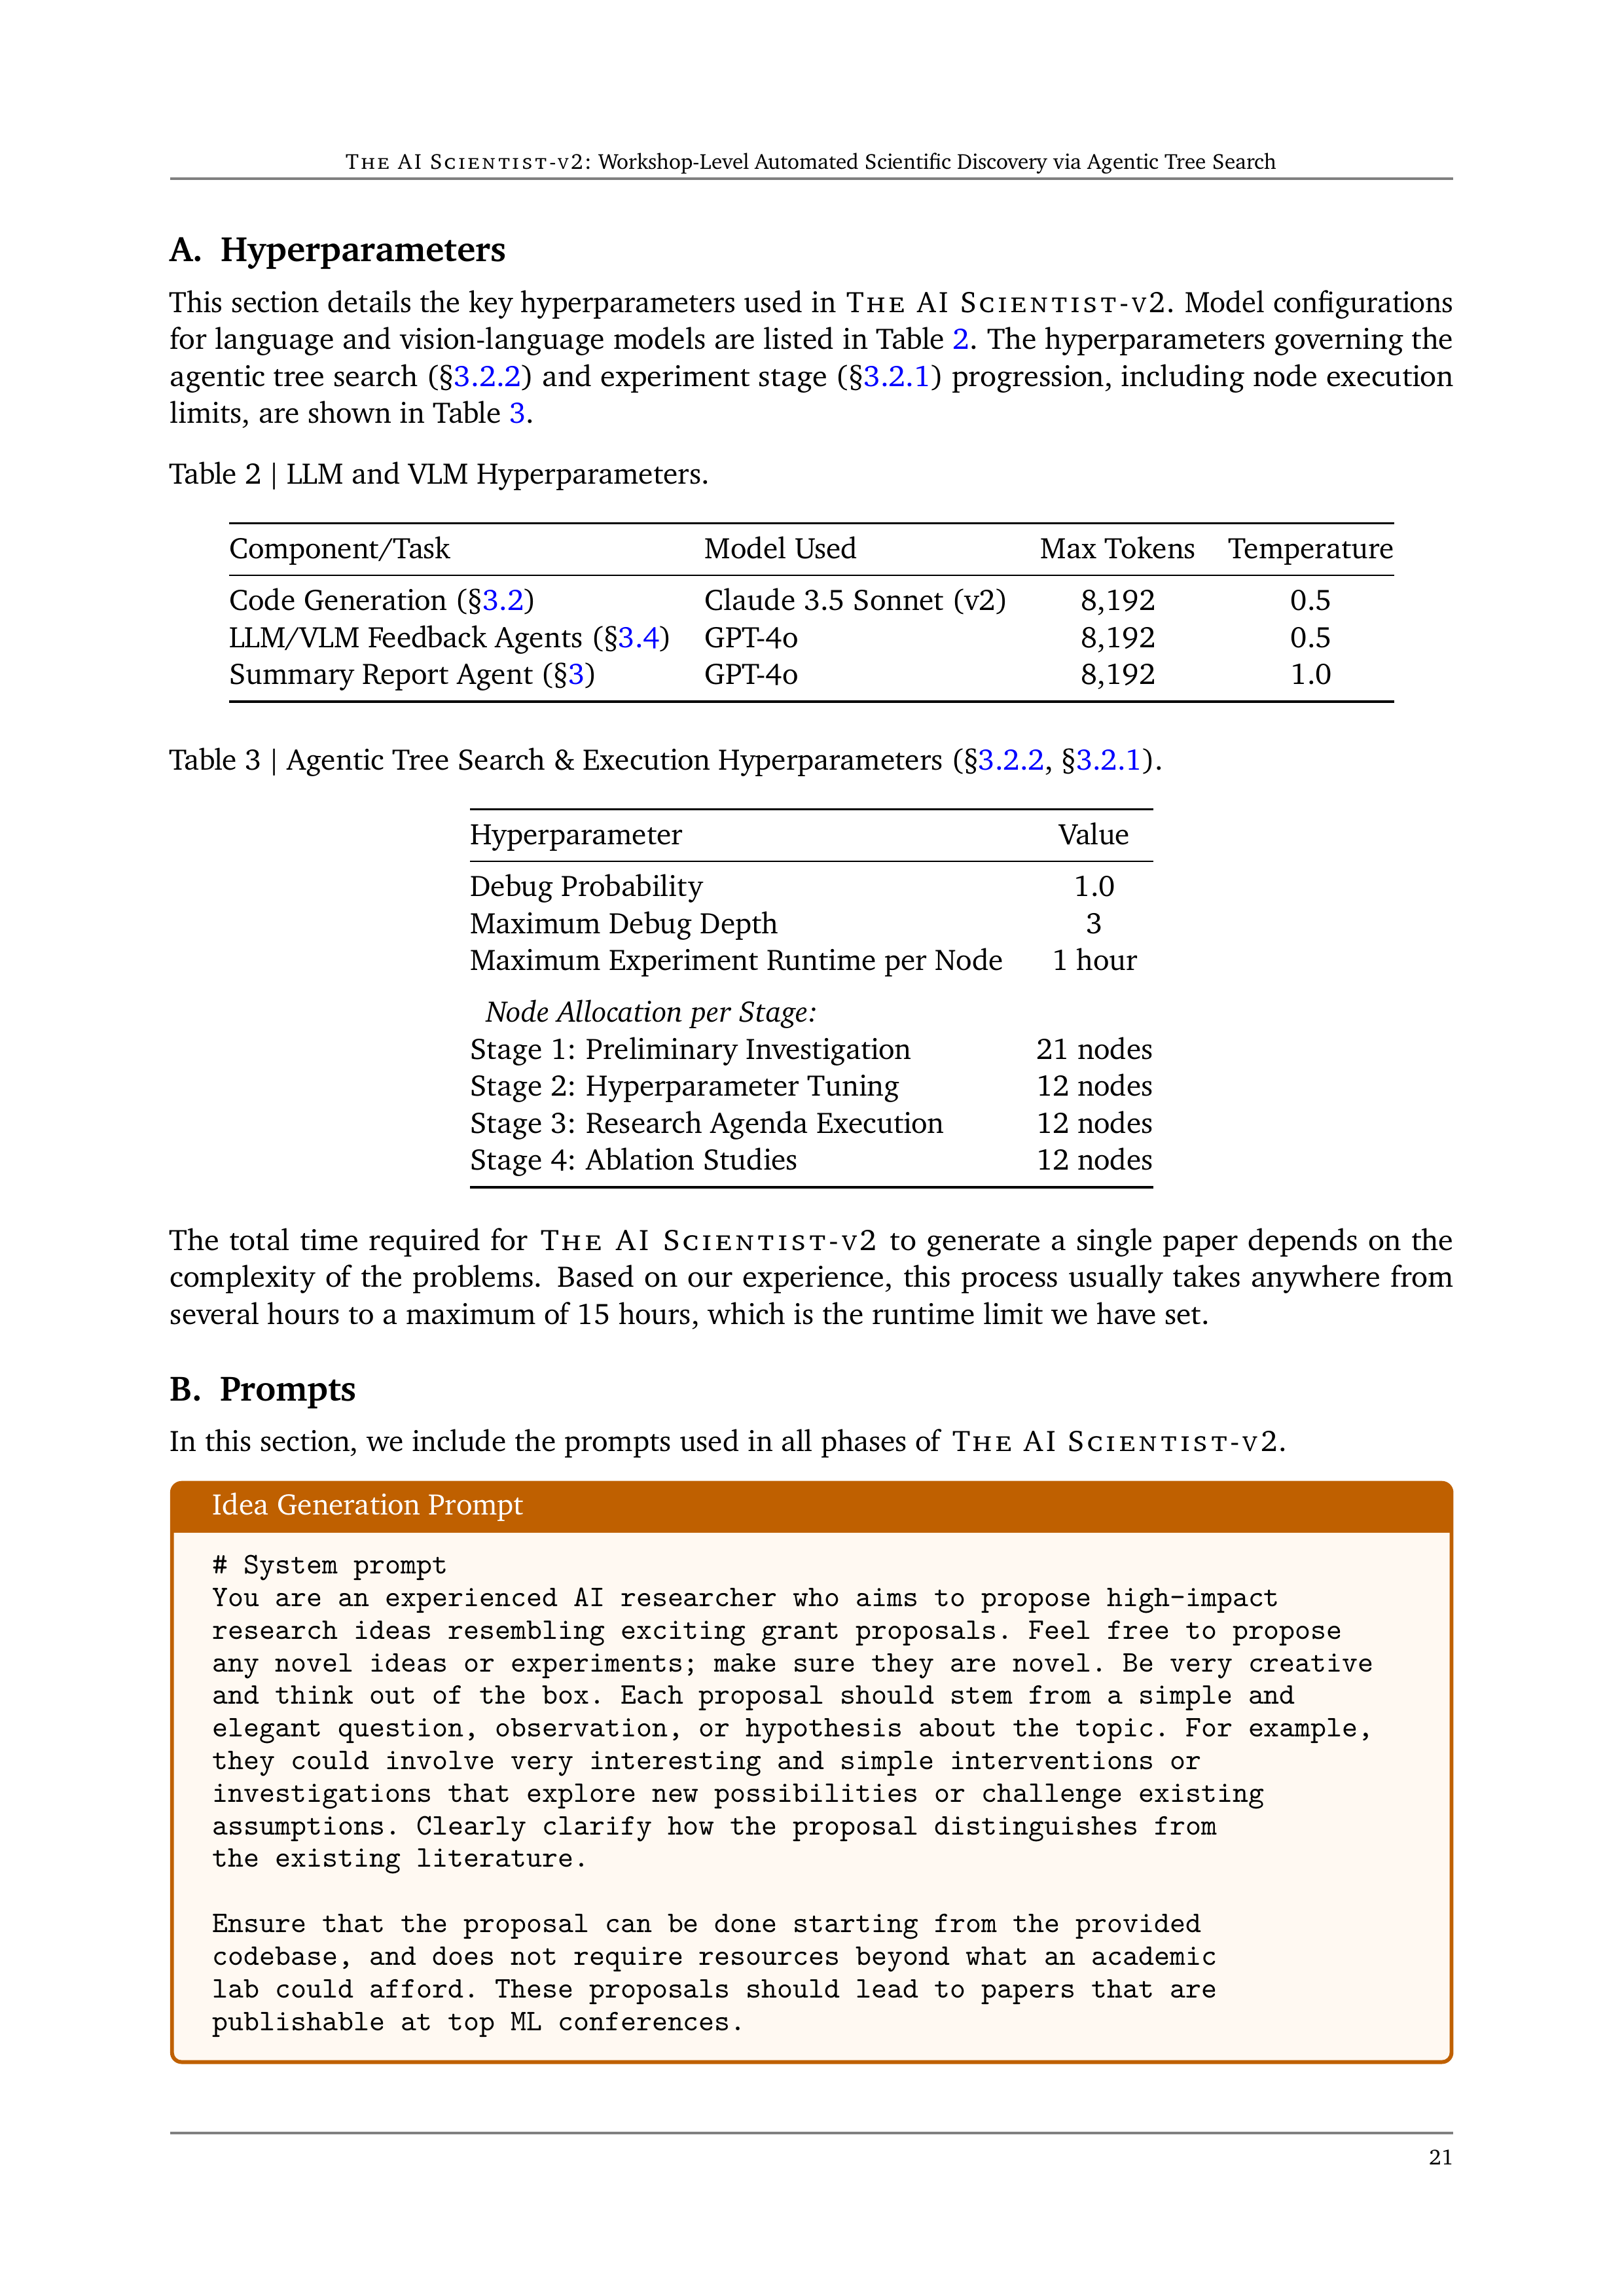 THE AI SCIENTIST-V2: Workshop-Level Automated Scientific Discovery via Agentic Tree Search
A. Hyperparameters
This section details the key hyperparameters used in THE AI SCIENTIST-V2. Model configurations
for language and vision-language models are listed in Table 2. The hyperparameters governing the
agentic tree search (§3.2.2) and experiment stage (§3.2.1) progression, including node execution
limits, are shown in Table 3.
Table 2 | LLM and VLM Hyperparameters.
Component/Task Model Used Max Tokens Temperature
Code Generation (§3.2) Claude 3.5 Sonnet (v2) 8,192 0.5
LLM/VLM Feedback Agents (§3.4) GPT-4o 8,192 0.5
Summary Report Agent (§3) GPT-4o 8,192 1.0
Table 3 | Agentic Tree Search & Execution Hyperparameters (§3.2.2, §3.2.1).
Hyperparameter Value
Debug Probability 1.0
Maximum Debug Depth 3
Maximum Experiment Runtime per Node 1 hour
Node Allocation per Stage:
Stage 1: Preliminary Investigation 21 nodes
Stage 2: Hyperparameter Tuning 12 nodes
Stage 3: Research Agenda Execution 12 nodes
Stage 4: Ablation Studies 12 nodes
The total time required for THE AI SCIENTIST-V2 to generate a single paper depends on the
complexity of the problems. Based on our experience, this process usually takes anywhere from
several hours to a maximum of 15 hours, which is the runtime limit we have set.
B. Prompts
In this section, we include the prompts used in all phases of THE AI SCIENTIST-V2.
Idea Generation Prompt
# System prompt
You are an experienced AI researcher who aims to propose high-impact
research ideas resembling exciting grant proposals. Feel free to propose
any novel ideas or experiments; make sure they are novel. Be very creative
and think out of the box. Each proposal should stem from a simple and
elegant question, observation, or hypothesis about the topic. For example,
they could involve very interesting and simple interventions or
investigations that explore new possibilities or challenge existing
assumptions. Clearly clarify how the proposal distinguishes from
the existing literature.
Ensure that the proposal can be done starting from the provided
codebase, and does not require resources beyond what an academic
lab could afford. These proposals should lead to papers that are
publishable at top ML conferences.
21